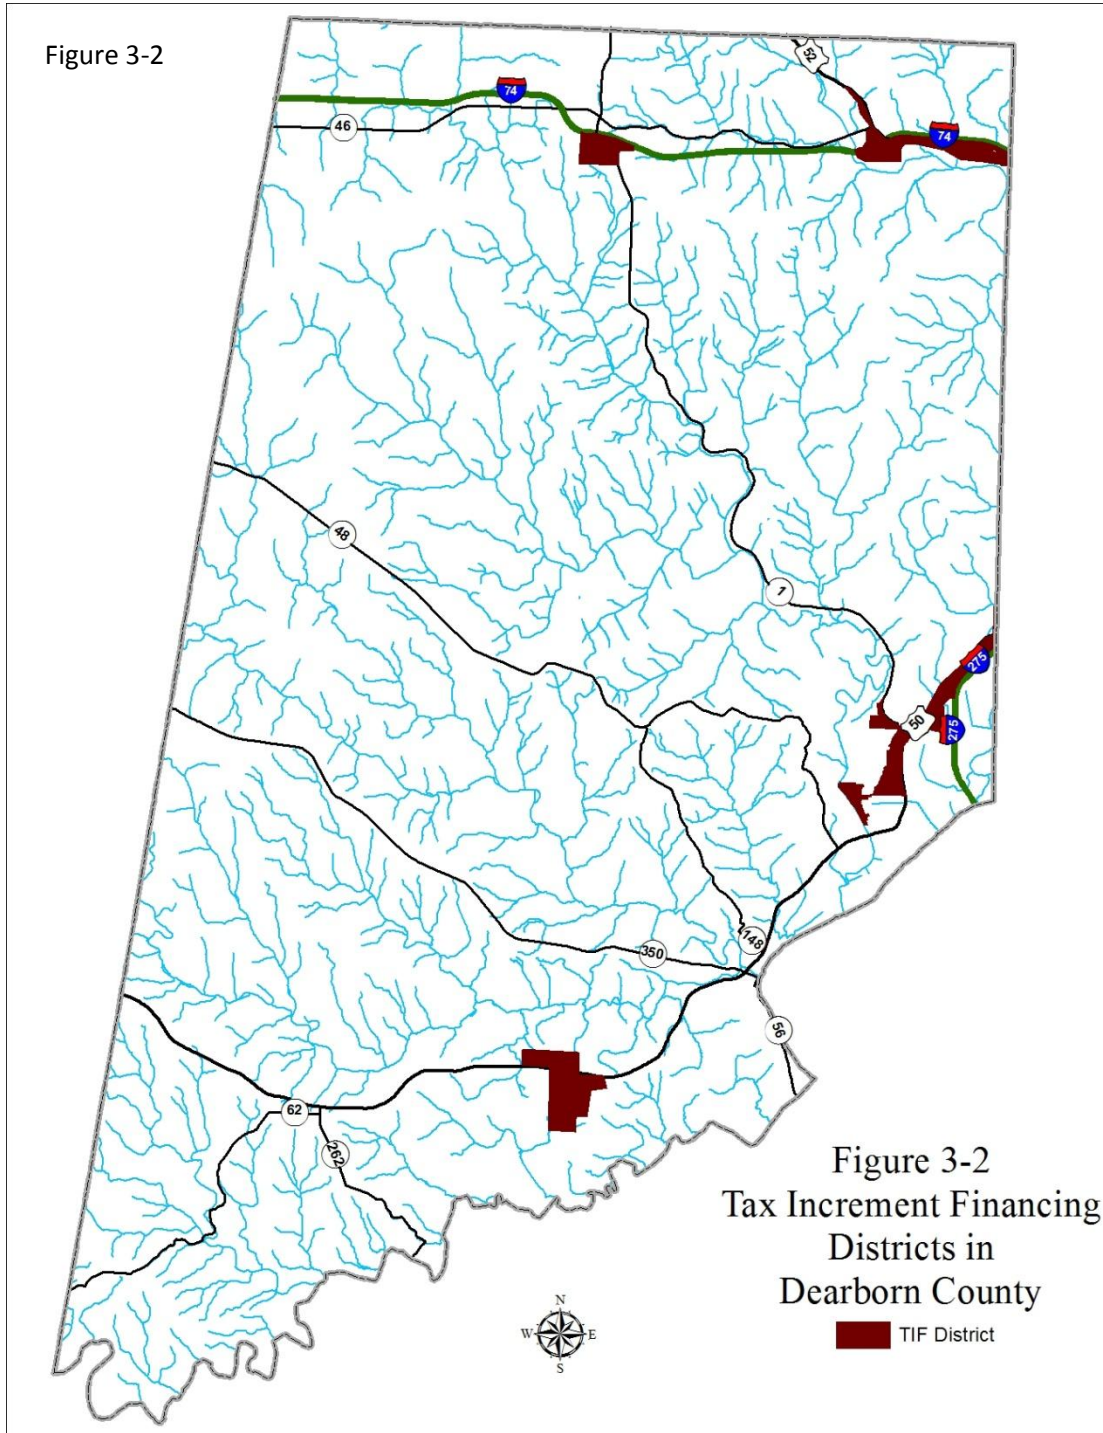 Figure 3-2
52
74
46
74
48
1
275
50
275
148
350
56
62
262
Figure 3-2
Tax Increment Financing
Districts in
Dearborn County
TIF District
N
W E
S